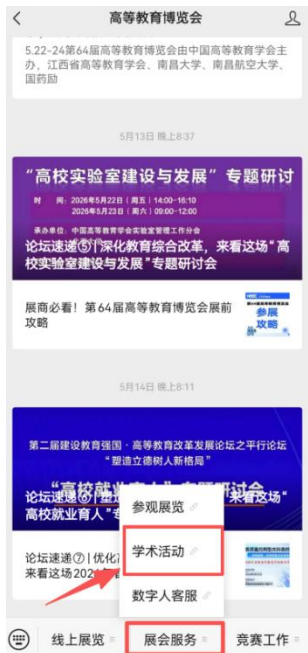 高等教育博览会
5.22-24第64届高等教育博览会由中国高等教育学会主
办，江西省高等教育学会、南昌大学、南昌航空大学、
国药励
5月13日 晚上8:37
“高校实验室建设与发展”专题研讨
时 间：2026年5月22日（周五）14:00-16:10
2026年5月23日（周六）09:00-12:00
承办单位：中国高等教育学会实验室管理工作分会
论坛速递⑦|深化教育综合改革，来看这场“高
校实验室建设与发展”专题研讨会
展商必看！第64届高等教育博览会展前
攻略
参展
攻略
5月14日 晚上8:11
第二届建设教育强国·高等教育改革发展论坛之平行论坛
“塑造立德树人新格局”
论坛速递
来看这场“
高校就业育人”专
参观展览
论坛速递⑦|优化
来看这场202
学术活动
数字人客服
线上展览
展会服务
竞赛工作